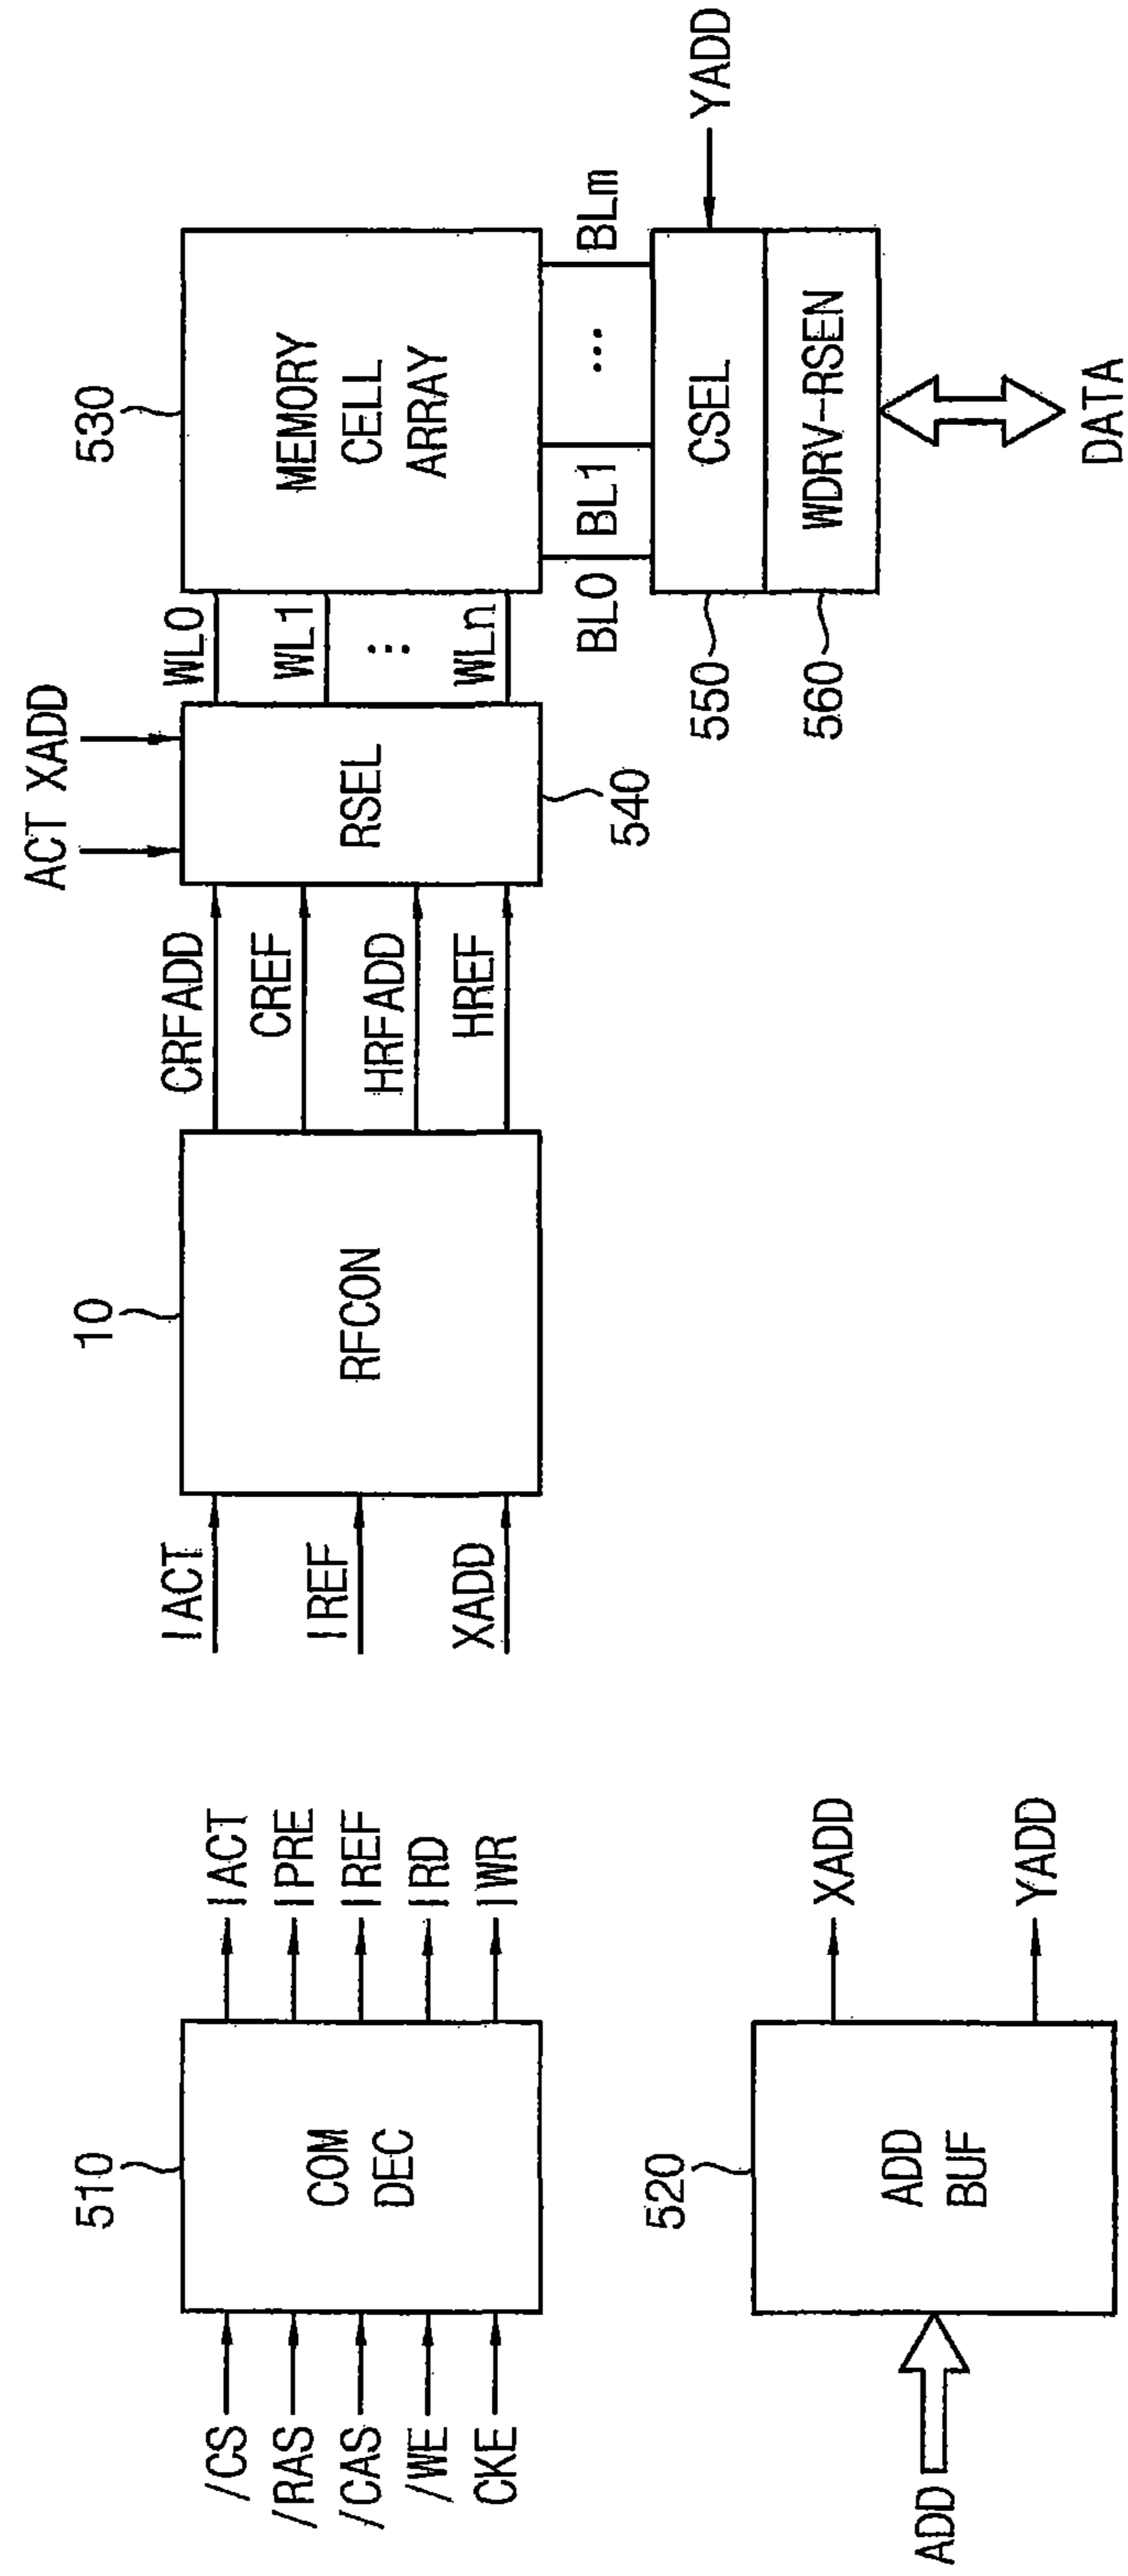 /CS
/RAS
/CAS
/WE
CKE
510
COM
DEC
IACT
IPRE
IREF
IRD
IWR
ADD
520
ADD
BUF
XADD
YADD
IACT
IREF
XADD
10
RFCON
CRFADD
CREF
HRFADD
HREF
ACT XADD
RSEL
540
WL0
WL1
⋮
WLn
530
MEMORY
CELL
ARRAY
BL0
BL1
...
BLm
550
CSEL
YADD
560
WDRV-RSEN
DATA